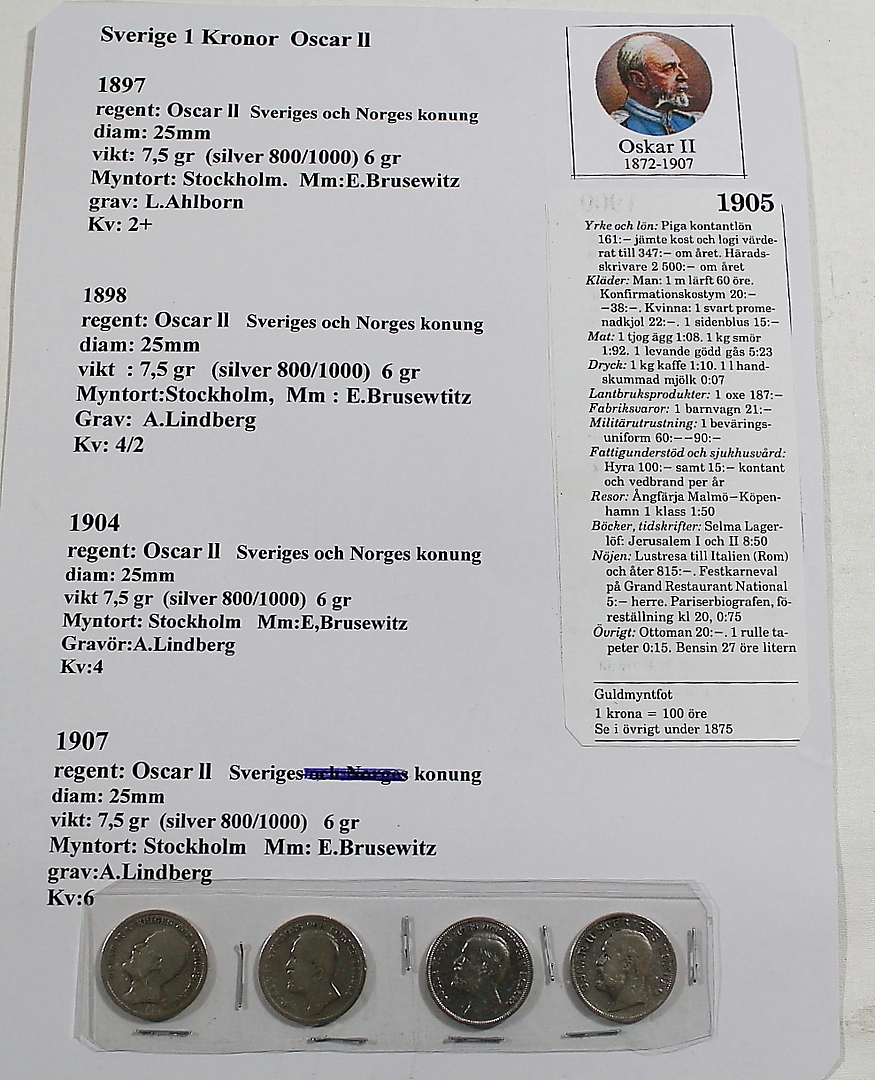 Sverige 1 Kronor Oscar ll
1897
regent: Oscar ll Sveriges och Norges konung
diam: 25mm
vikt: 7,5 gr (silver 800/1000) 6 gr
Myntort: Stockholm. Mm:E.Brusewitz
grav: L.Ahlborn
Kv: 2+
1898
regent: Oscar ll Sveriges och Norges konung
diam: 25mm
vikt : 7,5 gr (silver 800/1000) 6 gr
Myntort:Stockholm, Mm : E.Brusewtitz
Grav: A.Lindberg
Kv: 4/2
1904
regent: Oscar ll Sveriges och Norges konung
diam: 25mm
vikt 7,5 gr (silver 800/1000) 6 gr
Myntort: Stockholm Mm:E,Brusewitz
Gravör:A.Lindberg
Kv:4
1907
regent: Oscar ll Sveriges och Norges konung
diam: 25mm
vikt: 7,5 gr (silver 800/1000) 6 gr
Myntort: Stockholm Mm: E.Brusewitz
grav:A.Lindberg
Kv:6
Oskar II
1872-1907
1905
Yrke och lön: Piga kontantlön
161:– jämte kost och logi värde-
rat till 347:– om året. Härads-
skrivare 2 500:– om året
Kläder: Man: 1 m lärft 60 öre.
Konfirmationskostym 20:–
–38:–. Kvinna: 1 svart prome-
nadkjol 22:–. 1 sidenblus 15:–
Mat: 1 tjog ägg 1:08. 1 kg smör
1:92. 1 levande gödd gås 5:23
Dryck: 1 kg kaffe 1:10. 1 l hand-
skummad mjölk 0:07
Lantbruksprodukter: 1 oxe 187:–
Fabriksvaror: 1 barnvagn 21:–
Militärutrustning: 1 bevärings-
uniform 60:––90:–
Fattigunderstöd och sjukhusvård:
Hyra 100:– samt 15:– kontant
och vedbrand per år
Resor: Ångfärja Malmö–Köpen-
hamn 1 klass 1:50
Böcker, tidskrifter: Selma Lager-
löf: Jerusalem I och II 8:50
Nöjen: Lustresa till Italien (Rom)
och åter 815:–. Festkarneval
på Grand Restaurant National
5:– herre. Pariserbiografen, fö-
reställning kl 20, 0:75
Övrigt: Ottoman 20:–. 1 rulle ta-
peter 0:15. Bensin 27 öre litern
Guldmyntfot
1 krona = 100 öre
Se i övrigt under 1875